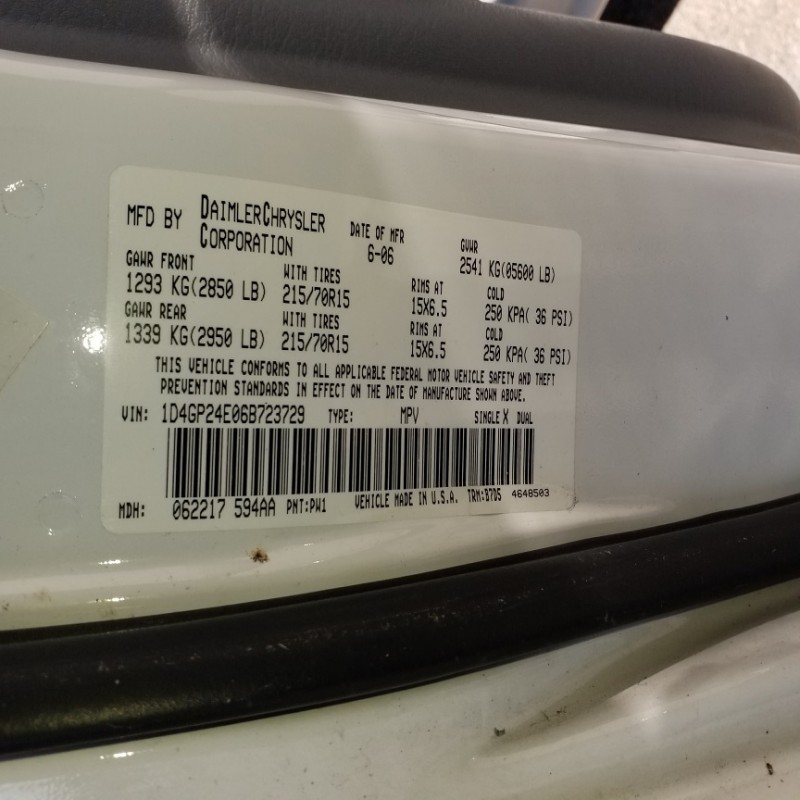 MFD BY DAIMLERCHRYSLER CORPORATION DATE OF MFR 6-06 GVWR 2541 KG(05600 LB)
GAWR FRONT WITH TIRES RIMS AT COLD
1293 KG(2850 LB) 215/70R15 15X6.5 250 KPA( 36 PSI)
GAWR REAR WITH TIRES RIMS AT COLD
1339 KG(2950 LB) 215/70R15 15X6.5 250 KPA( 36 PSI)
THIS VEHICLE CONFORMS TO ALL APPLICABLE FEDERAL MOTOR VEHICLE SAFETY AND THEFT
PREVENTION STANDARDS IN EFFECT ON THE DATE OF MANUFACTURE SHOWN ABOVE.
VIN: 1D4GP24E06B723729 TYPE: MPV SINGLE X DUAL
MDH: 062217 594AA PNT:PW1 VEHICLE MADE IN U.S.A. TRM:B7D5 4648503